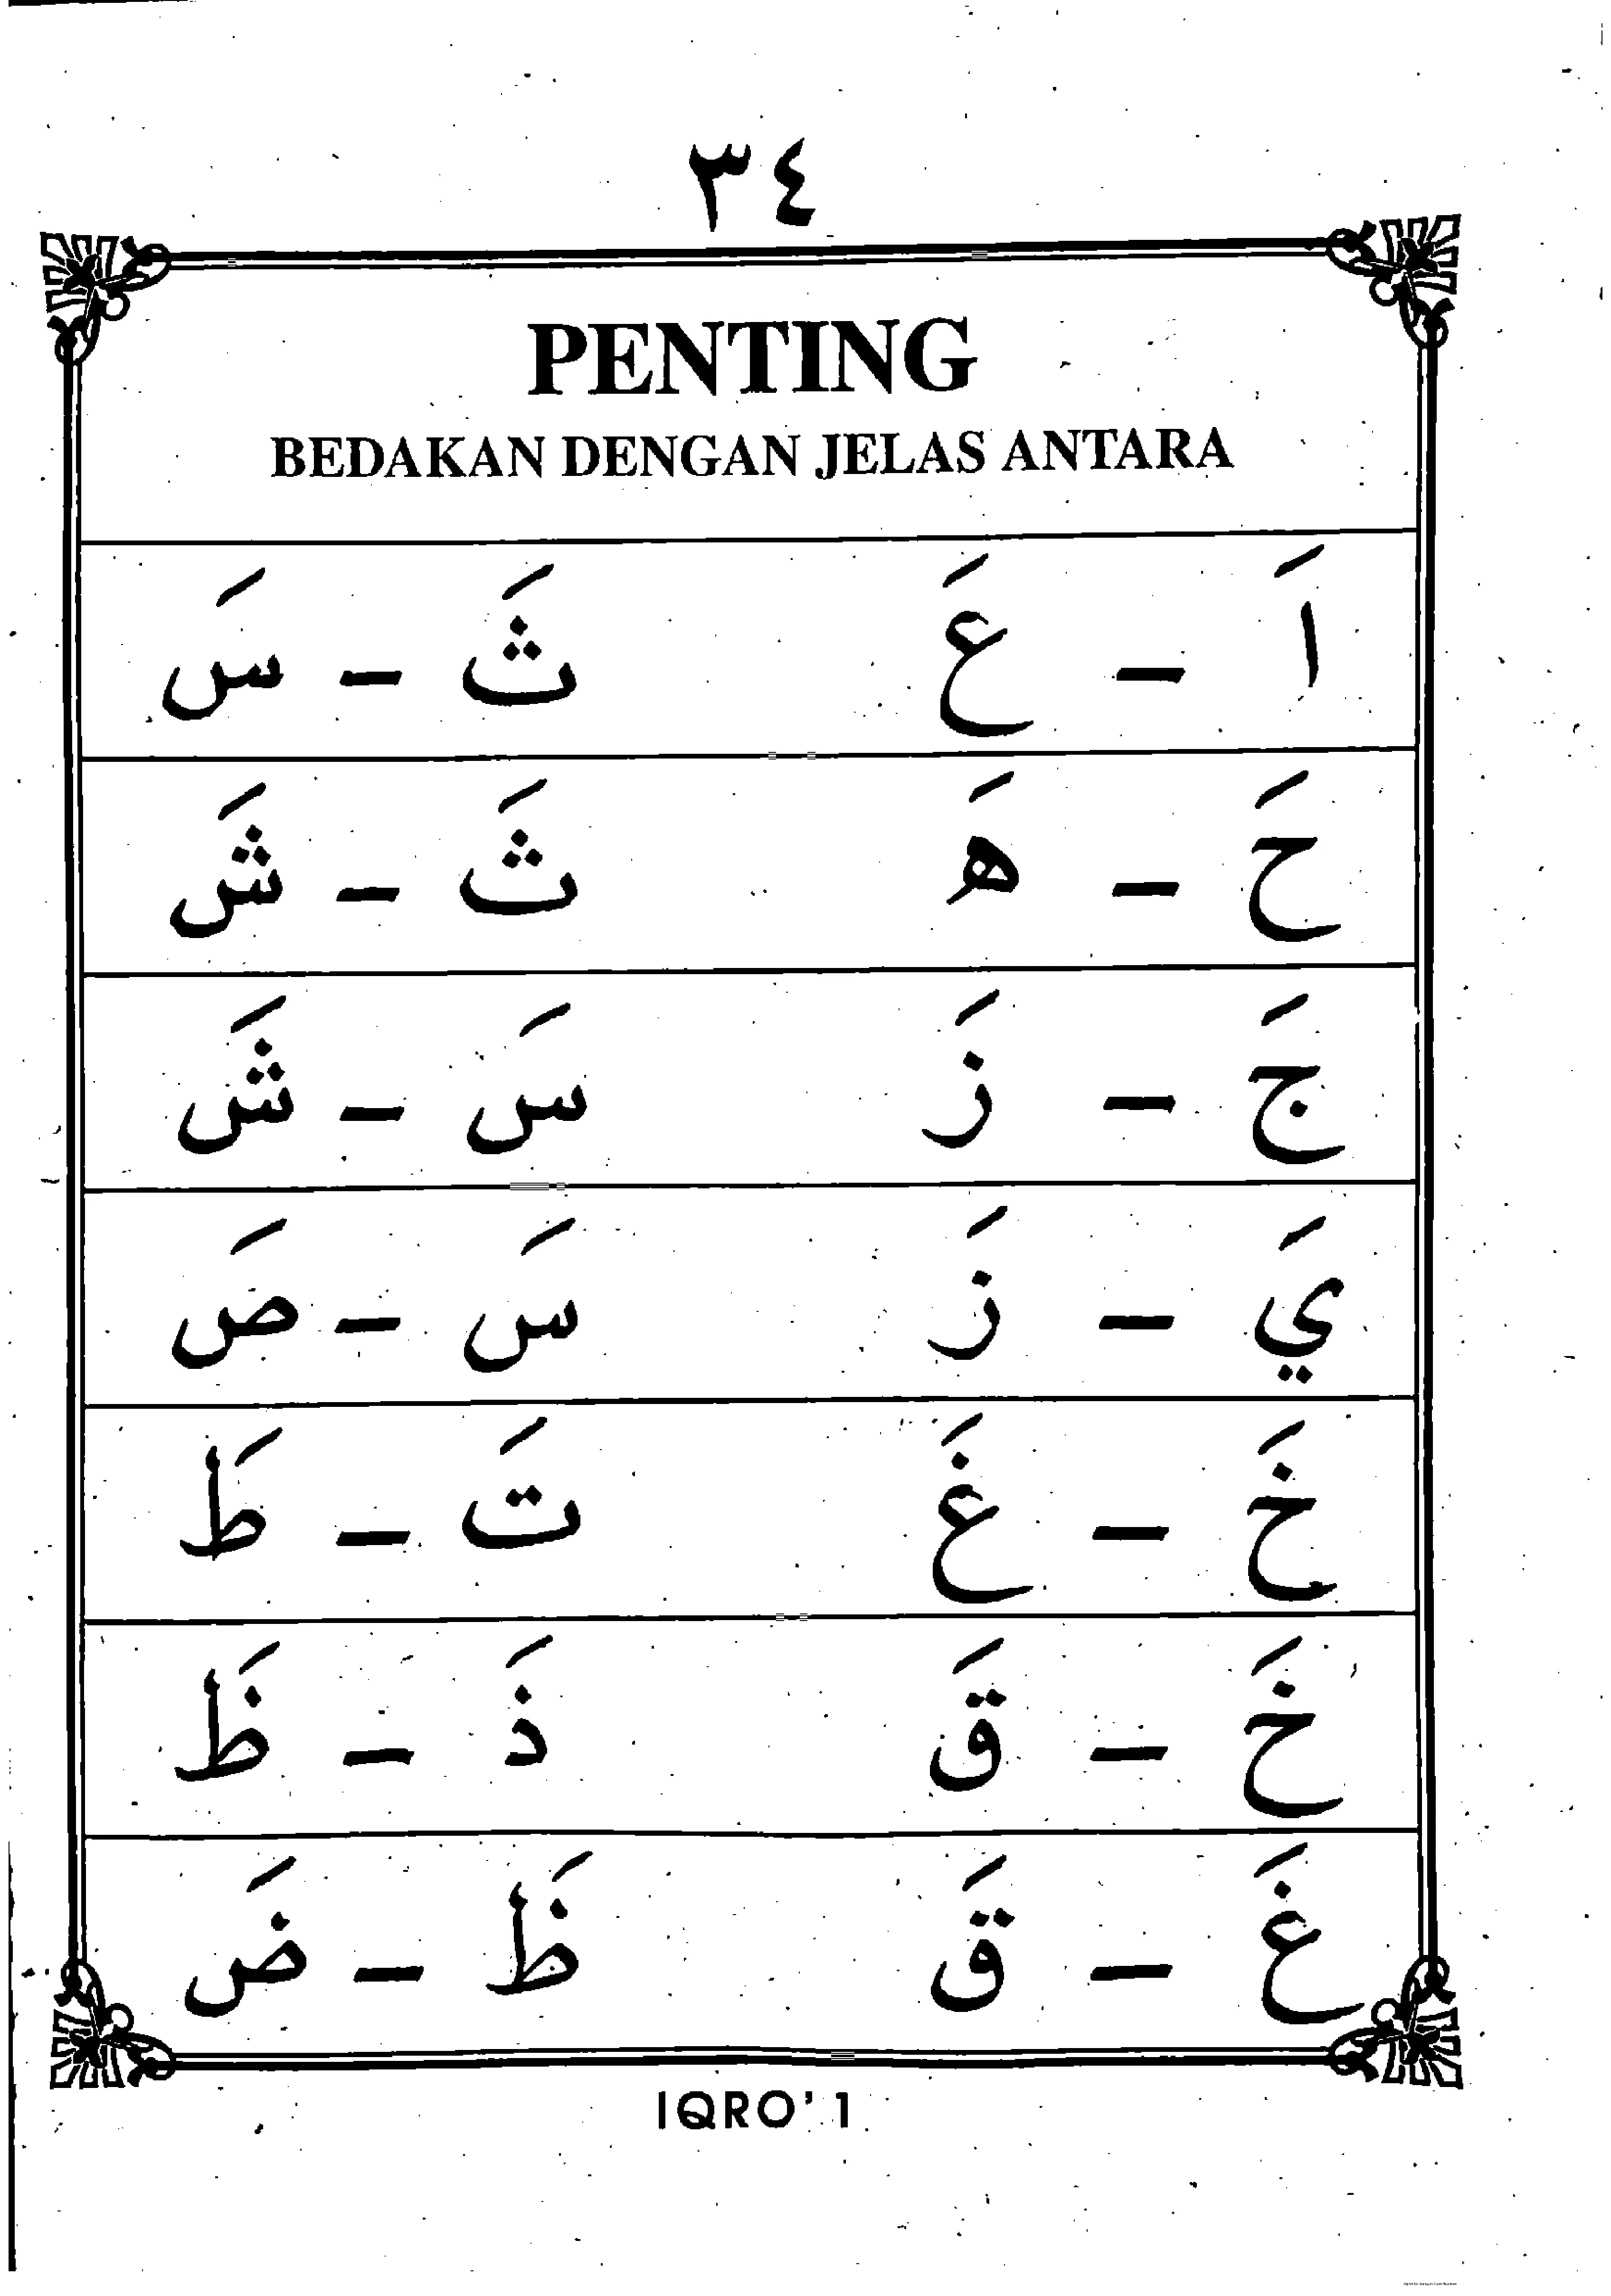 ٣٤
PENTING
BEDAKAN DENGAN JELAS ANTARA
اَ - عَ ثَ - سَ
حَ - هَ ثَ - شَ
جَ - زَ سَ - شَ
يَ - زَ سَ - صَ
خَ - غَ تَ - طَ
خَ - قَ ذَ - ظَ
غَ - قَ ظَ - ضَ
IQRO' 1